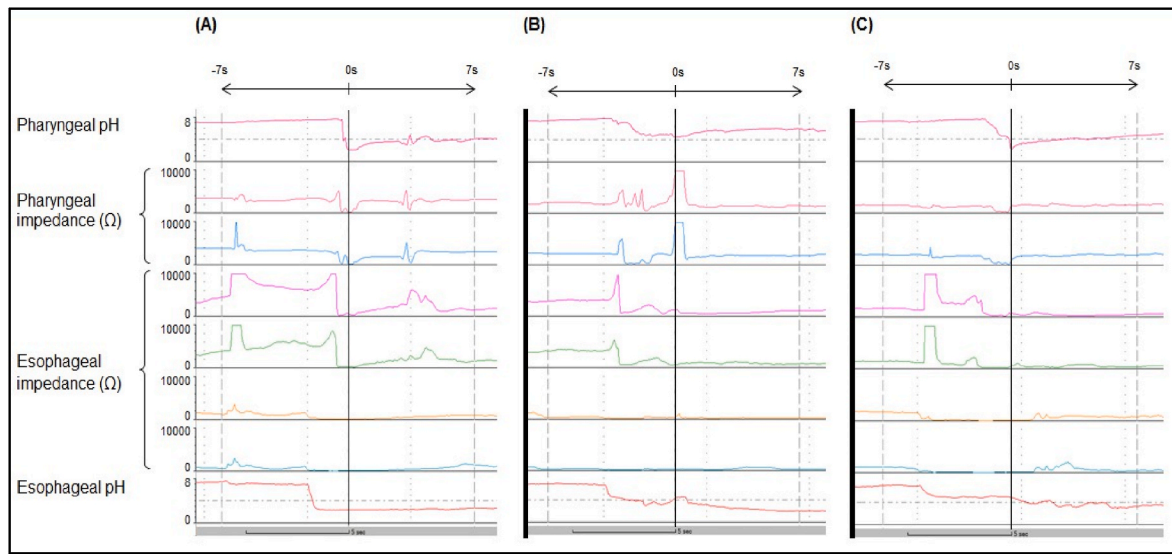 (A) (B) (C)
-7s 0s 7s -7s 0s 7s -7s 0s 7s
Pharyngeal pH
8
0
10000
Pharyngeal
impedance (Ω)
0
10000
0
10000
0
10000
Esophageal
impedance (Ω)
0
10000
0
10000
0
Esophageal pH
8
0
5 sec 5 sec 5 sec